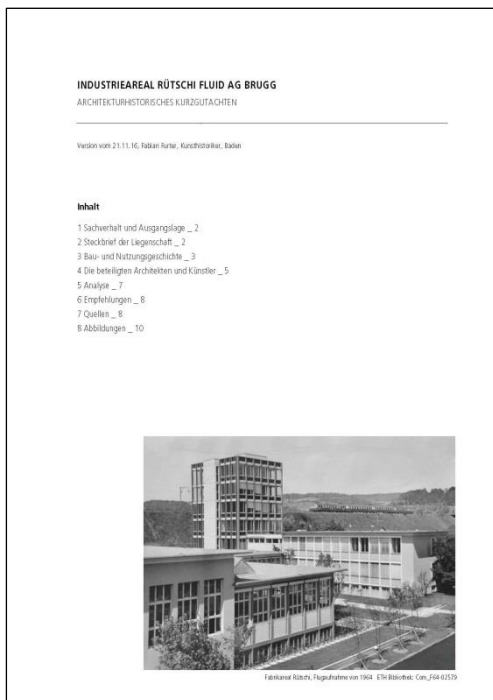 INDUSTRIEAREAL RÜTSCHI FLUID AG BRUGG
ARCHITEKTURHISTORISCHES KURZGUTACHTEN
Version vom 21.11.16, Fabian Furter, Kunsthistoriker, Baden
Inhalt
1 Sachverhalt und Ausgangslage _ 2
2 Steckbrief der Liegenschaft _ 2
3 Bau- und Nutzungsgeschichte _ 3
4 Die beteiligten Architekten und Künstler _ 5
5 Analyse _ 7
6 Empfehlungen _ 8
7 Quellen _ 8
8 Abbildungen _ 10
Fabrikareal Rütschi, Flugaufnahme von 1964 ETH Bibliothek: Com_F64-02579